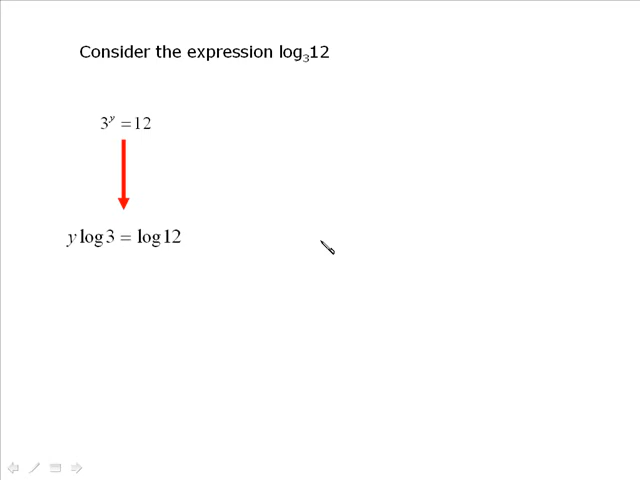 Consider the expression log₃12
3ʸ = 12
y log 3 = log 12